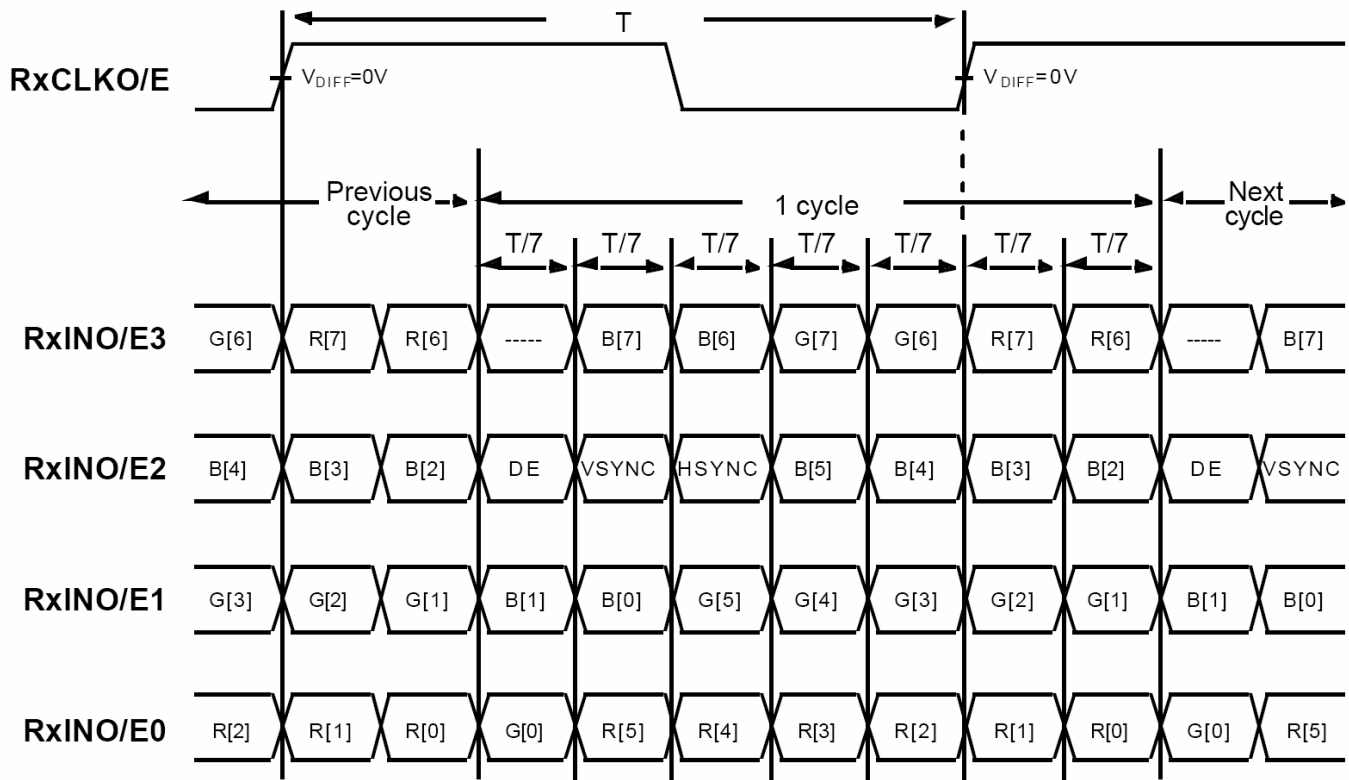 T
RxCLKO/E
VDIFF=0V VDIFF=0V
Previous cycle 1 cycle Next cycle
T/7 T/7 T/7 T/7 T/7 T/7 T/7
RxINO/E3 G[6] R[7] R[6] ----- B[7] B[6] G[7] G[6] R[7] R[6] ----- B[7]
RxINO/E2 B[4] B[3] B[2] DE VSYNC HSYNC B[5] B[4] B[3] B[2] DE VSYNC
RxINO/E1 G[3] G[2] G[1] B[1] B[0] G[5] G[4] G[3] G[2] G[1] B[1] B[0]
RxINO/E0 R[2] R[1] R[0] G[0] R[5] R[4] R[3] R[2] R[1] R[0] G[0] R[5]